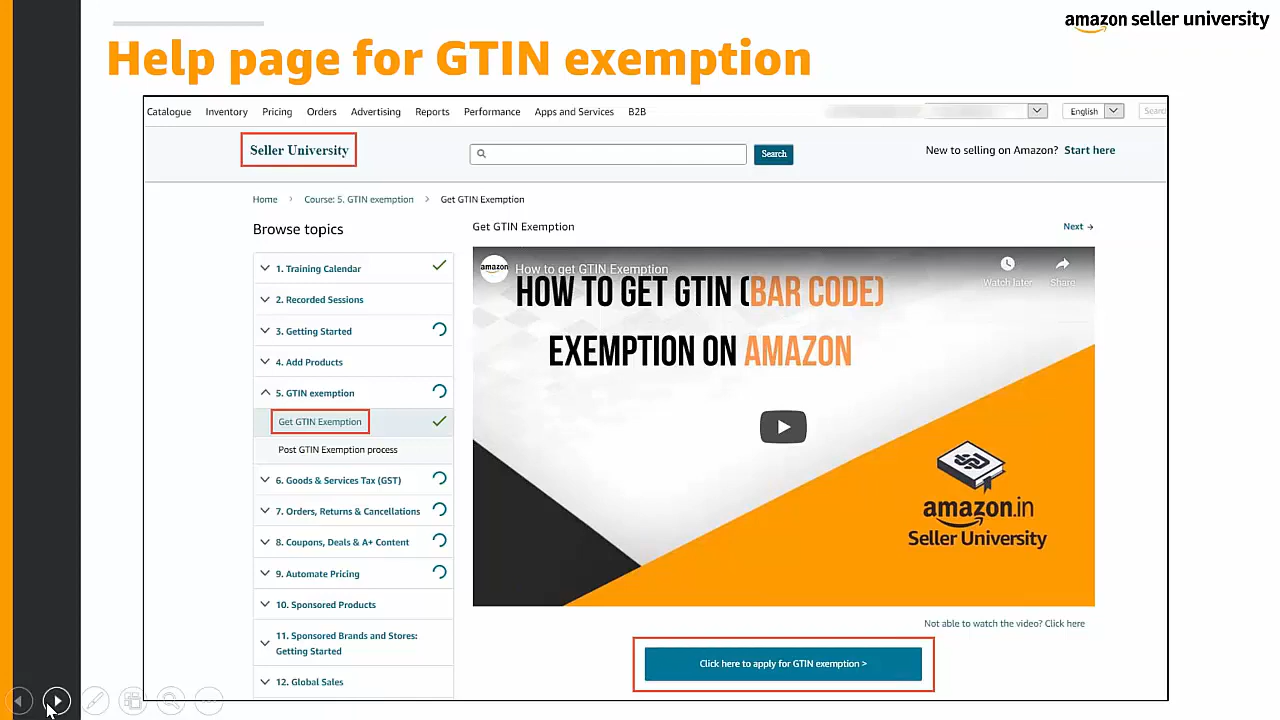 amazon seller university
Help page for GTIN exemption
Catalogue Inventory Pricing Orders Advertising Reports Performance Apps and Services B2B English Searc
Seller University Search New to selling on Amazon? Start here
Home > Course: 5. GTIN exemption > Get GTIN Exemption
Browse topics
1. Training Calendar
2. Recorded Sessions
3. Getting Started
4. Add Products
5. GTIN exemption
Get GTIN Exemption
Post GTIN Exemption process
6. Goods & Services Tax (GST)
7. Orders, Returns & Cancellations
8. Coupons, Deals & A+ Content
9. Automate Pricing
10. Sponsored Products
11. Sponsored Brands and Stores:
Getting Started
12. Global Sales
Get GTIN Exemption Next →
amazon How to get GTIN Exemption
Watch later Share
HOW TO GET GTIN (BAR CODE)
EXEMPTION ON AMAZON
amazon.in
Seller University
Not able to watch the video? Click here
Click here to apply for GTIN exemption >